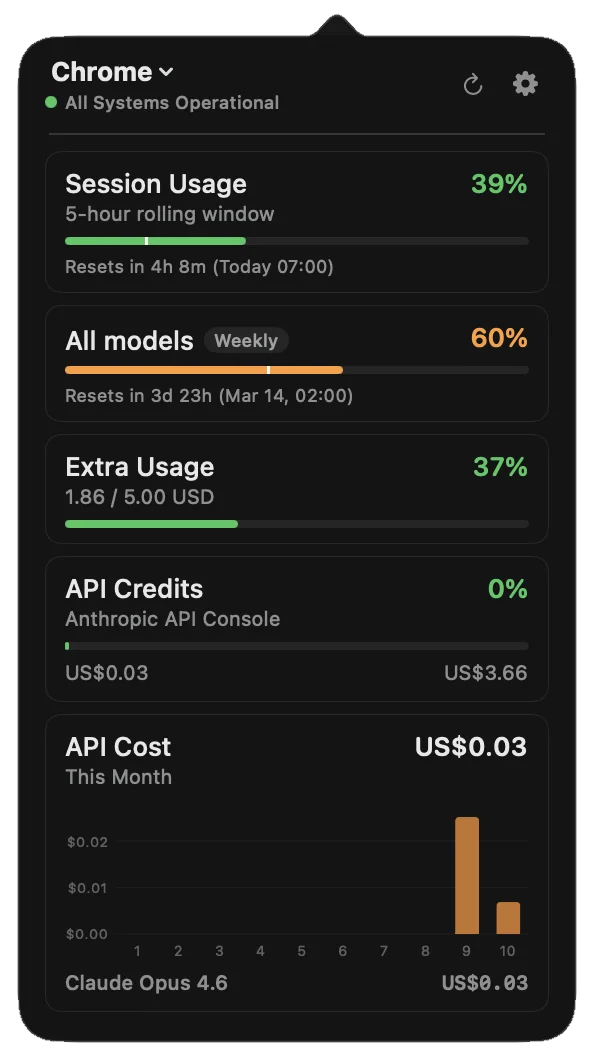 Chrome
All Systems Operational
Session Usage 39%
5-hour rolling window
Resets in 4h 8m (Today 07:00)
All models Weekly 60%
Resets in 3d 23h (Mar 14, 02:00)
Extra Usage 37%
1.86 / 5.00 USD
API Credits 0%
Anthropic API Console
US$0.03 US$3.66
API Cost US$0.03
This Month
$0.02
$0.01
$0.00
1 2 3 4 5 6 7 8 9 10
Claude Opus 4.6 US$0.03